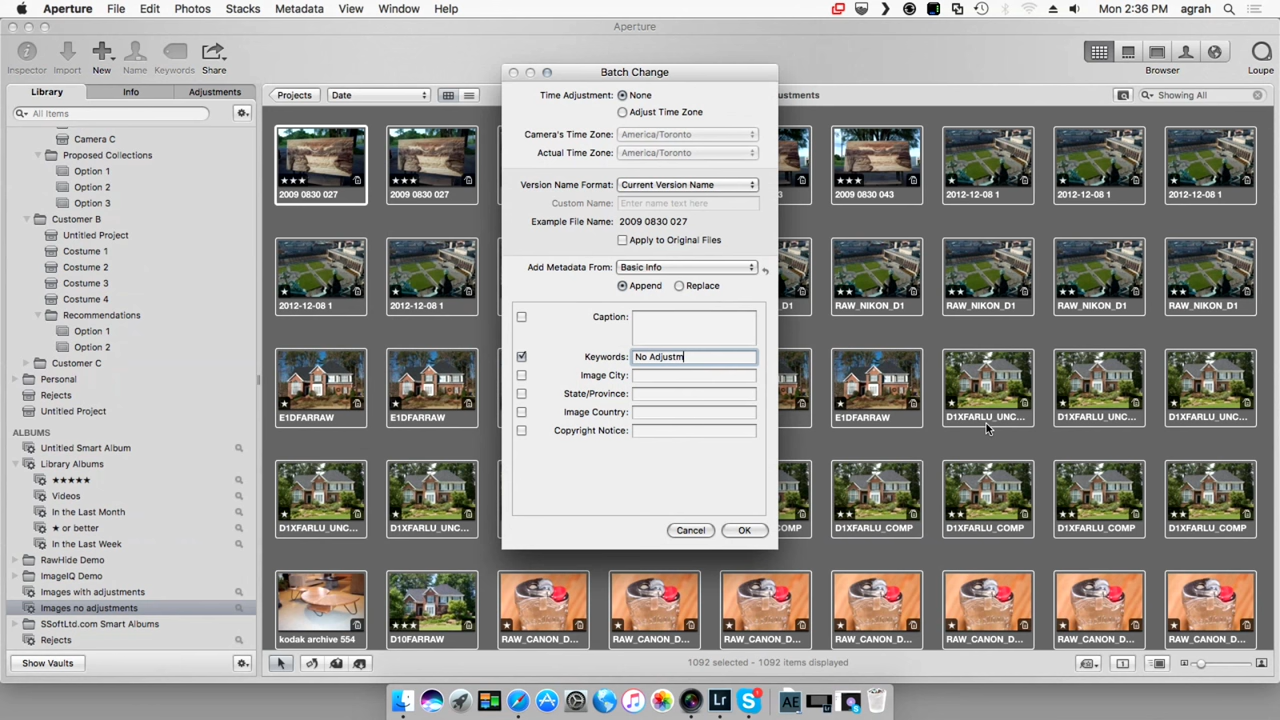 Aperture File Edit Photos Stacks Metadata View Window Help Mon 2:36 PM agrah
Aperture
Inspector Import New Name Keywords Share Browser Loupe
Library Info Adjustments
Projects Date djustments Showing All
All Items
Camera C
Proposed Collections
Option 1
Option 2
Option 3
Customer B
Untitled Project
Costume 1
Costume 2
Costume 3
Costume 4
Recommendations
Option 1
Option 2
Customer C
Personal
Rejects
Untitled Project
ALBUMS
Untitled Smart Album
Library Albums
★★★★★
Videos
In the Last Month
★ or better
In the Last Week
RawHide Demo
ImageIQ Demo
Images with adjustments
Images no adjustments
SSoftLtd.com Smart Albums
Rejects
Show Vaults
Batch Change
Time Adjustment: None
Adjust Time Zone
Camera's Time Zone: America/Toronto
Actual Time Zone: America/Toronto
Version Name Format: Current Version Name
Custom Name: Enter name text here
Example File Name: 2009 0830 027
Apply to Original Files
Add Metadata From: Basic Info
Append Replace
Caption:
Keywords: No Adjustm
Image City:
State/Province:
Image Country:
Copyright Notice:
Cancel OK
2009 0830 027 2009 0830 027 2009 0830 043 2012-12-08 1 2012-12-08 1 2012-12-08 1
2012-12-08 1 2012-12-08 1 RAW_NIKON_D1 RAW_NIKON_D1 RAW_NIKON_D1 RAW_NIKON_D1
E1DFARRAW E1DFARRAW E1DFARRAW D1XFARLU_UNC... D1XFARLU_UNC... D1XFARLU_UNC...
D1XFARLU_UNC... D1XFARLU_UNC... D1XFARLU_COMP D1XFARLU_COMP D1XFARLU_COMP D1XFARLU_COMP
kodak archive 554 D10FARRAW RAW_CANON_D... RAW_CANON_D... RAW_CANON_D... RAW_CANON_D... RAW_CANON_D... RAW_CANON_D... RAW_CANON_D...
1092 selected - 1092 items displayed
Lr AE